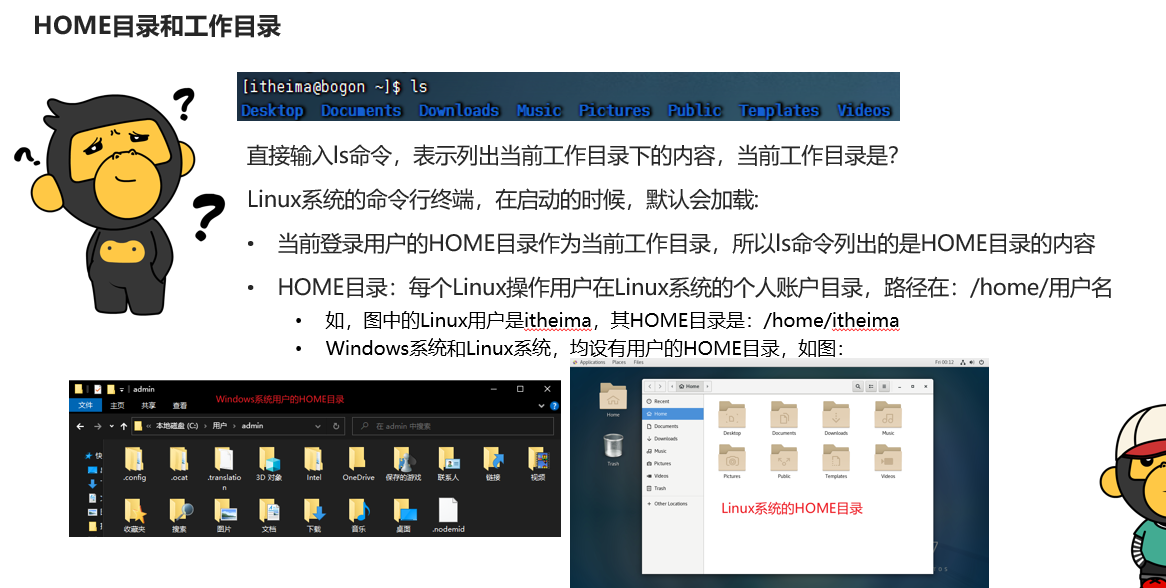 HOME目录和工作目录
[itheima@bogon ~]$ ls
Desktop Documents Downloads Music Pictures Public Templates Videos
直接输入ls命令，表示列出当前工作目录下的内容，当前工作目录是？
Linux系统的命令行终端，在启动的时候，默认会加载:
• 当前登录用户的HOME目录作为当前工作目录，所以ls命令列出的是HOME目录的内容
• HOME目录：每个Linux操作用户在Linux系统的个人账户目录，路径在：/home/用户名
• 如，图中的Linux用户是itheima，其HOME目录是：/home/itheima
• Windows系统和Linux系统，均设有用户的HOME目录，如图：
admin
文件 主页 共享 查看
Windows系统用户的HOME目录
本地磁盘 (C:) 用户 admin
在 admin 中搜索
.config .ocat .translation 3D 对象 Intel OneDrive 保存的游戏 联系人 链接 视频
收藏夹 搜索 图片 文档 下载 音乐 桌面 .nodemid
Applications Places Files Fri 00:12
Home
Trash
Home
Recent
Home
Documents
Downloads
Music
Pictures
Videos
Trash
Other Locations
Desktop Documents Downloads Music
Pictures Public Templates Videos
Linux系统的HOME目录